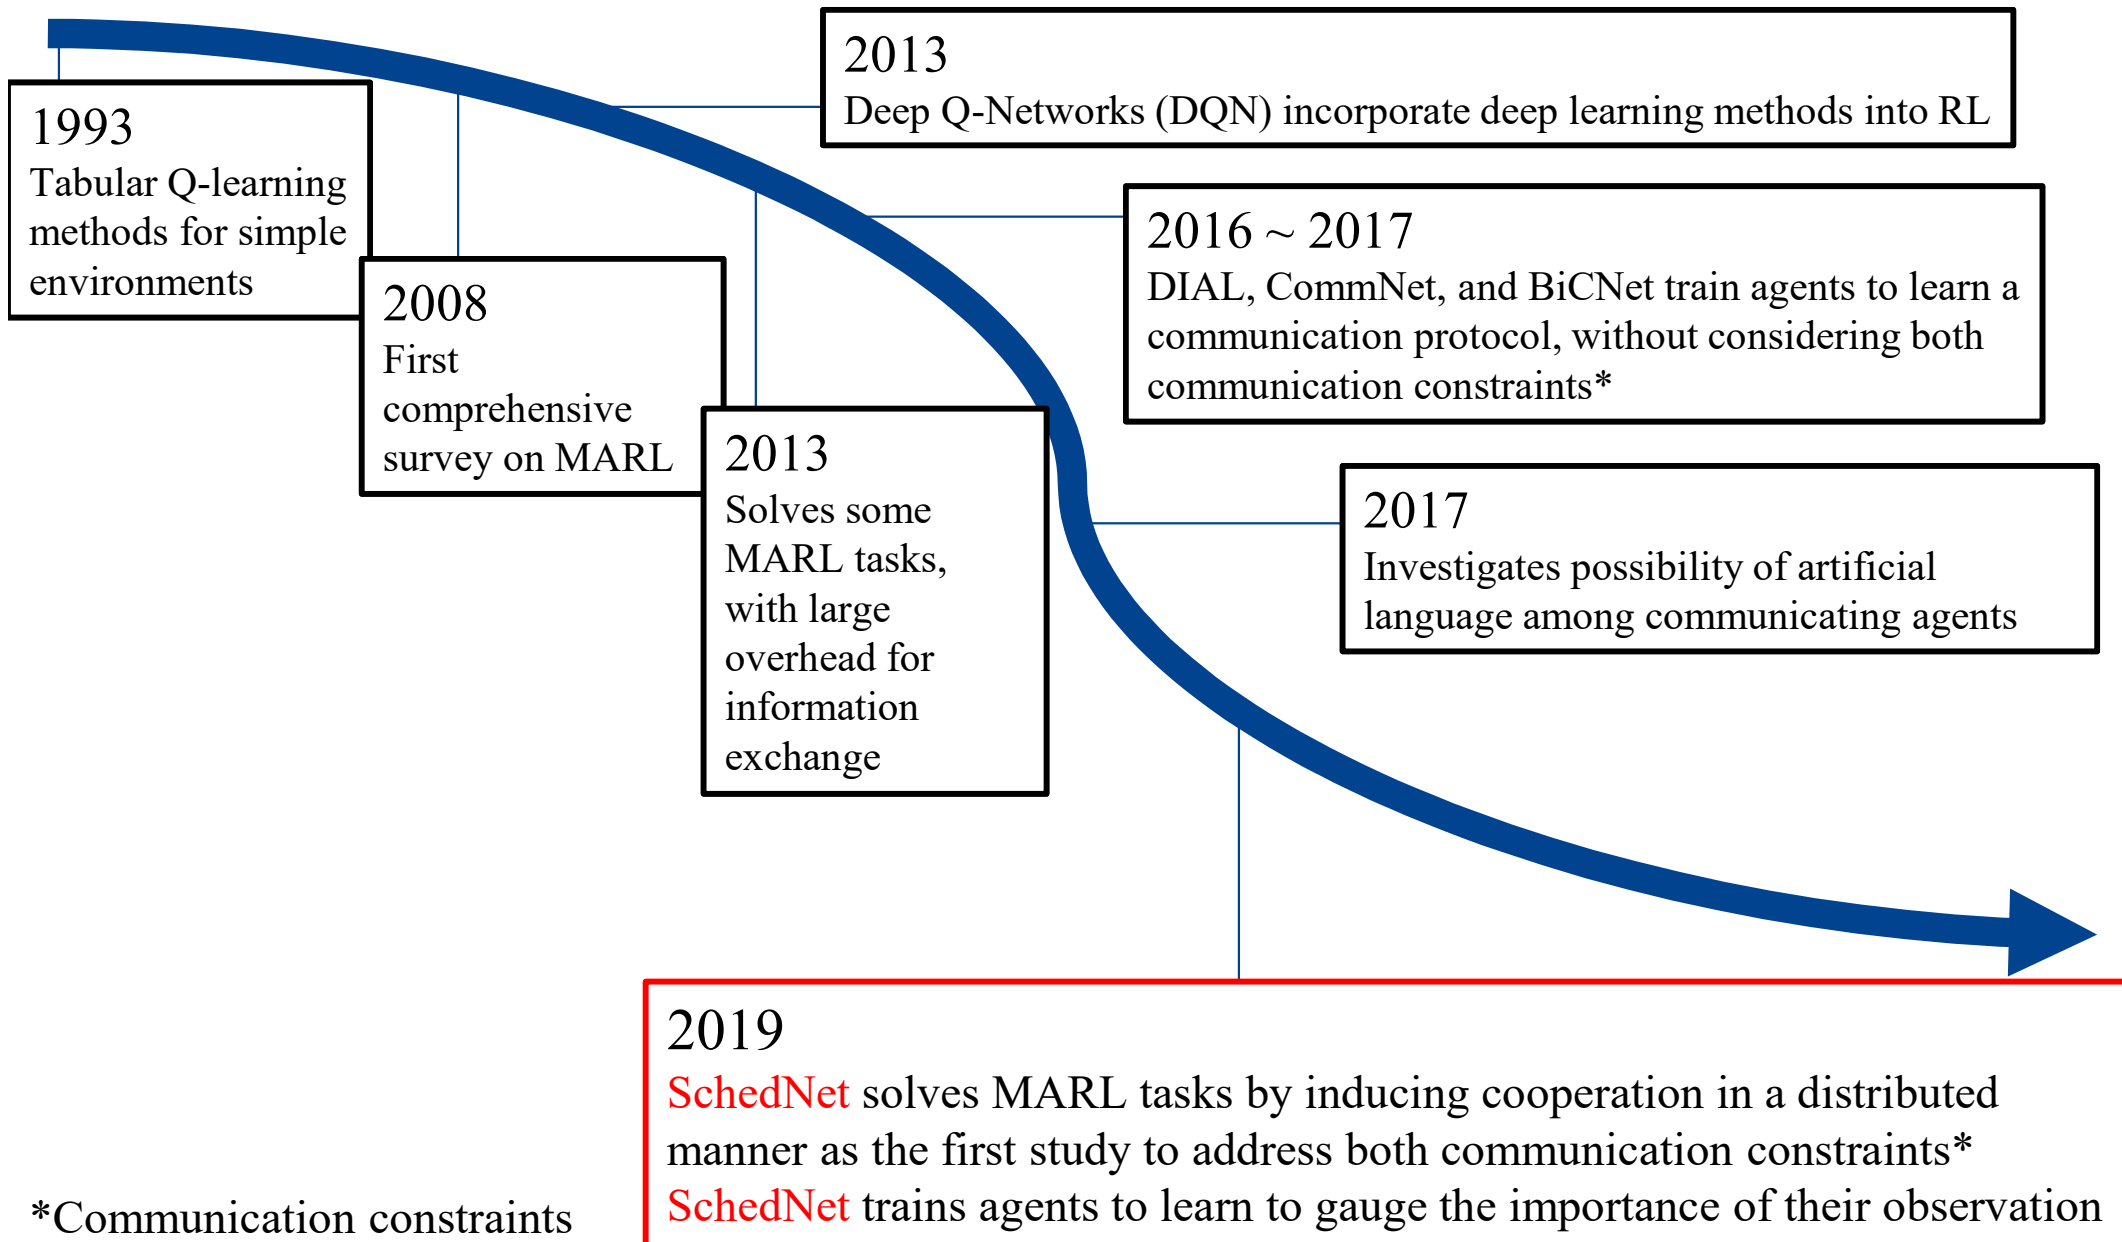 1993
Tabular Q-learning
methods for simple
environments
2008
First
comprehensive
survey on MARL
2013
Solves some
MARL tasks,
with large
overhead for
information
exchange
2013
Deep Q-Networks (DQN) incorporate deep learning methods into RL
2016 ~ 2017
DIAL, CommNet, and BiCNet train agents to learn a
communication protocol, without considering both
communication constraints*
2017
Investigates possibility of artificial
language among communicating agents
2019
SchedNet solves MARL tasks by inducing cooperation in a distributed
manner as the first study to address both communication constraints*
SchedNet trains agents to learn to gauge the importance of their observation
*Communication constraints